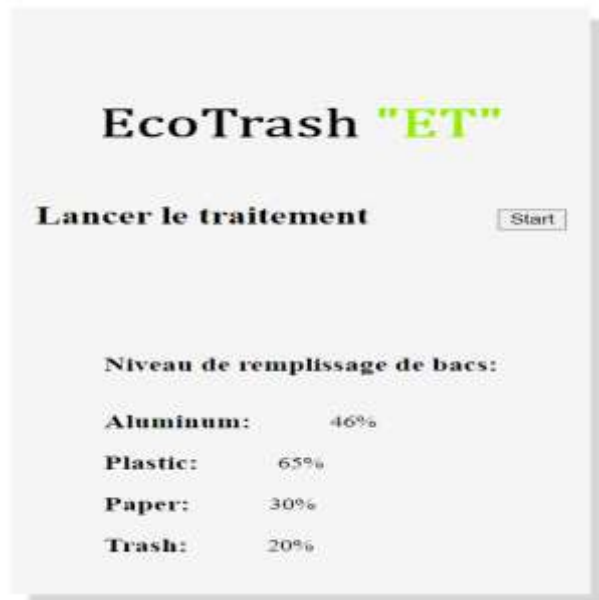 EcoTrash "ET"
Lancer le traitement Start
Niveau de remplissage de bacs:
Aluminum: 46%
Plastic: 65%
Paper: 30%
Trash: 20%